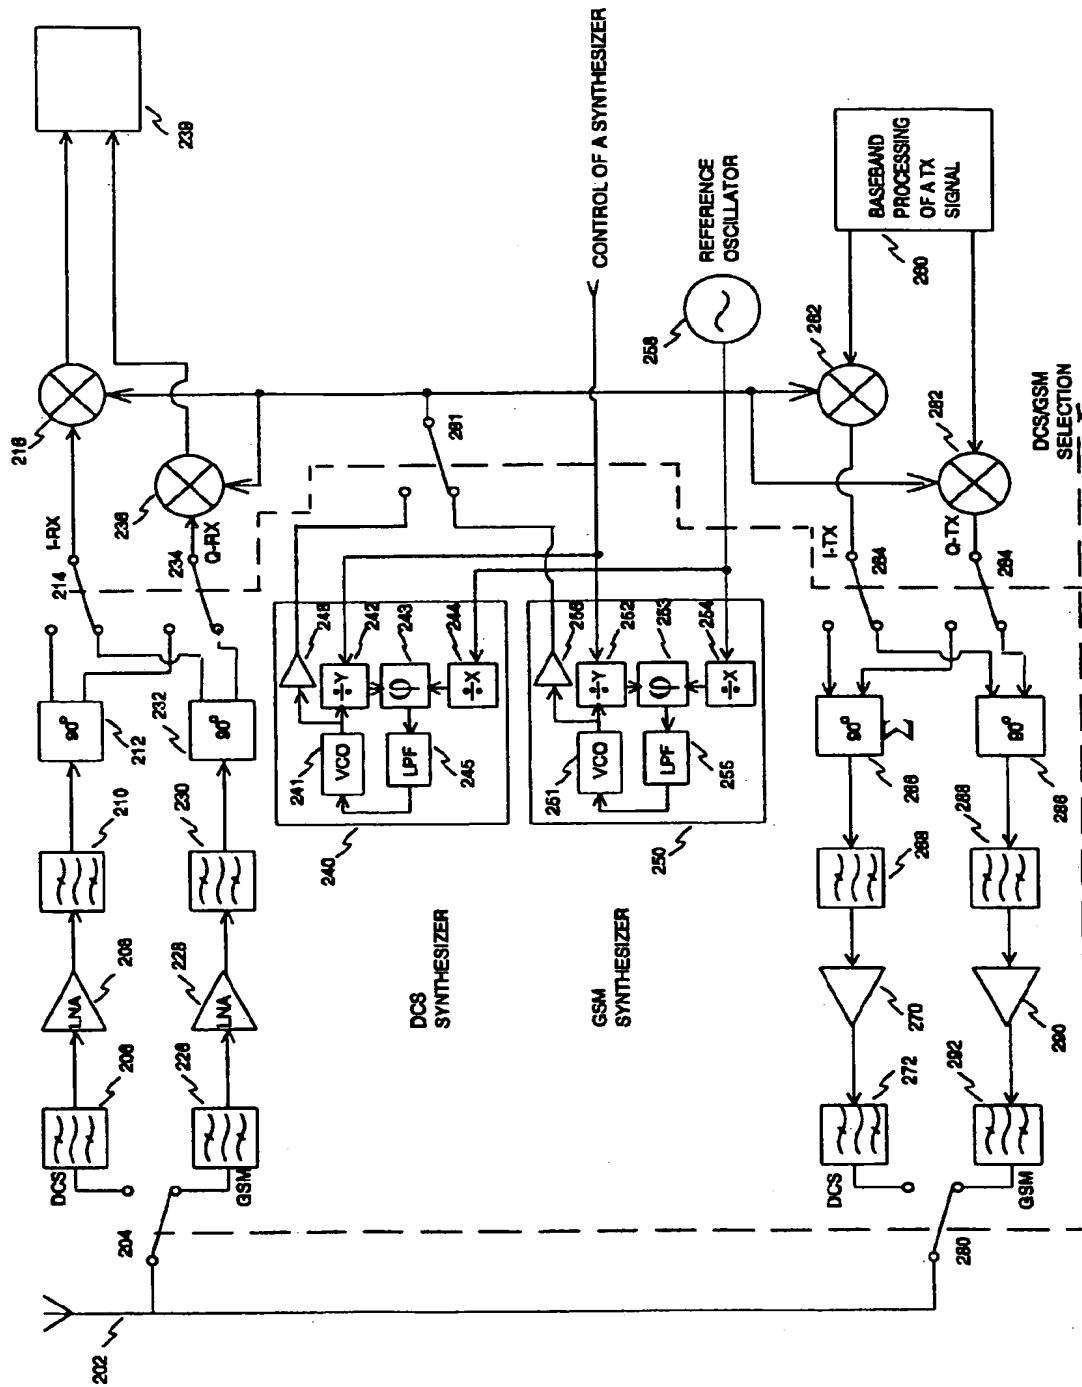 202
204
DCS
GSM
206
226
LNA
LNA
208
228
210
230
90°
90°
212
232
214
234
I-RX
Q-RX
216
236
239
DCS
SYNTHESIZER
240
241
VCO
LPF
245
248
242
243
244
÷Y
φ
÷X
GSM
SYNTHESIZER
250
251
VCO
LPF
255
256
252
253
254
÷Y
φ
÷X
261
CONTROL OF A SYNTHESIZER
258
REFERENCE
OSCILLATOR
280
DCS
GSM
272
292
270
290
268
288
266
286
90°
Σ
90°
264
284
I-TX
Q-TX
262
282
DCS/GSM
SELECTION
260
BASEBAND
PROCESSING
OF A TX
SIGNAL